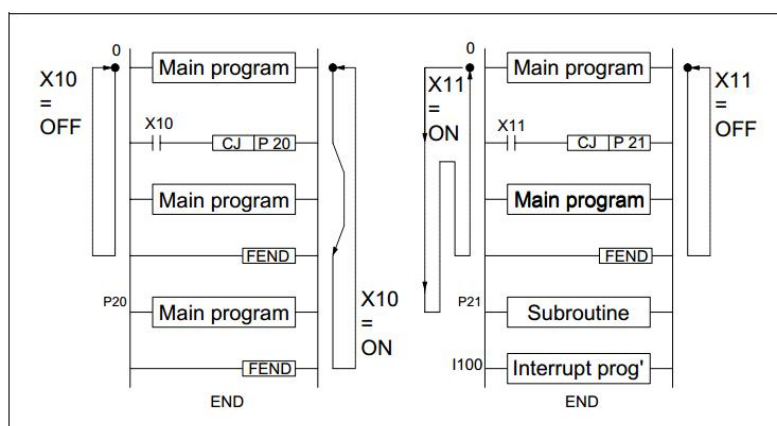 0
Main program
X10
=
OFF
X10
CJ P 20
Main program
FEND
P20
Main program
X10
=
ON
FEND
END
0
Main program
X11
=
ON
X11
=
OFF
X11
CJ P 21
Main program
FEND
P21
Subroutine
I100
Interrupt prog'
END